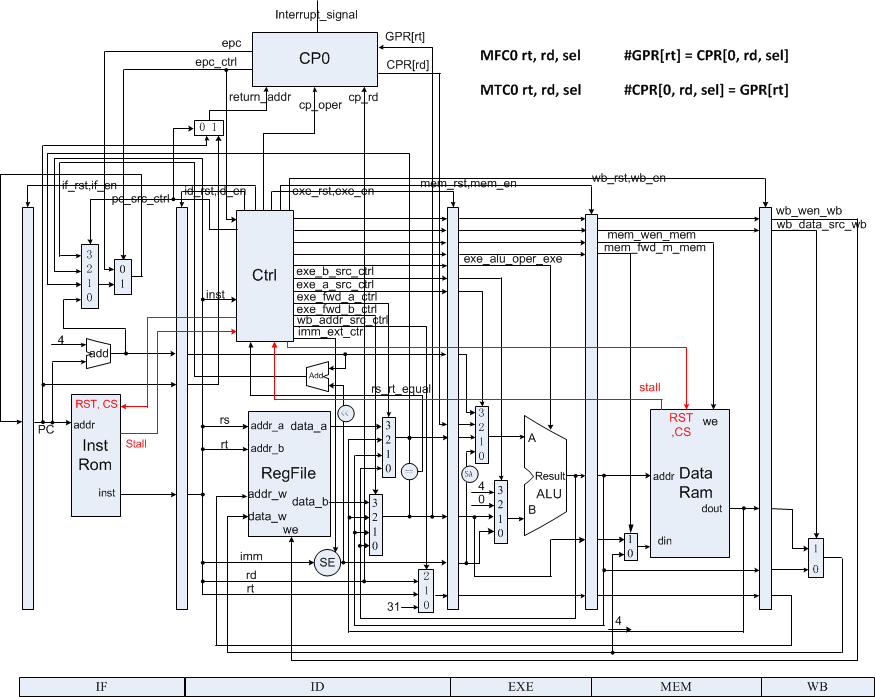 Interrupt_signal
epc
GPR[rt]
CP0
MFC0 rt, rd, sel #GPR[rt] = CPR[0, rd, sel]
epc_ctrl
CPR[rd]
MTC0 rt, rd, sel #CPR[0, rd, sel] = GPR[rt]
return_addr
cp_oper
cp_rd
0 1
if_rst,if_en
id_rst,id_en
exe_rst,exe_en
mem_rst,mem_en
wb_rst,wb_en
pc_src_ctrl
wb_wen_wb
wb_data_src_wb
mem_wen_mem
mem_fwd_m_mem
3
2
1
0
0
1
Ctrl
exe_alu_oper_exe
exe_b_src_ctrl
exe_a_src_ctrl
exe_fwd_a_ctrl
exe_fwd_b_ctrl
wb_addr_src_ctrl
imm_ext_ctrl
inst
4
add
Add
rs_rt_equal
stall
RST, CS
addr
PC
Inst
Rom
inst
Stall
<<
rs
rt
addr_a
data_a
addr_b
RegFile
addr_w
data_b
data_w
we
3
2
1
0
==
3
2
1
0
3
2
1
0
SA
4
0
3
2
1
0
A
Result
ALU
B
RST
,CS
we
addr
Data
Ram
dout
din
1
0
1
0
imm
SE
rd
rt
31
2
1
0
4
IF
ID
EXE
MEM
WB